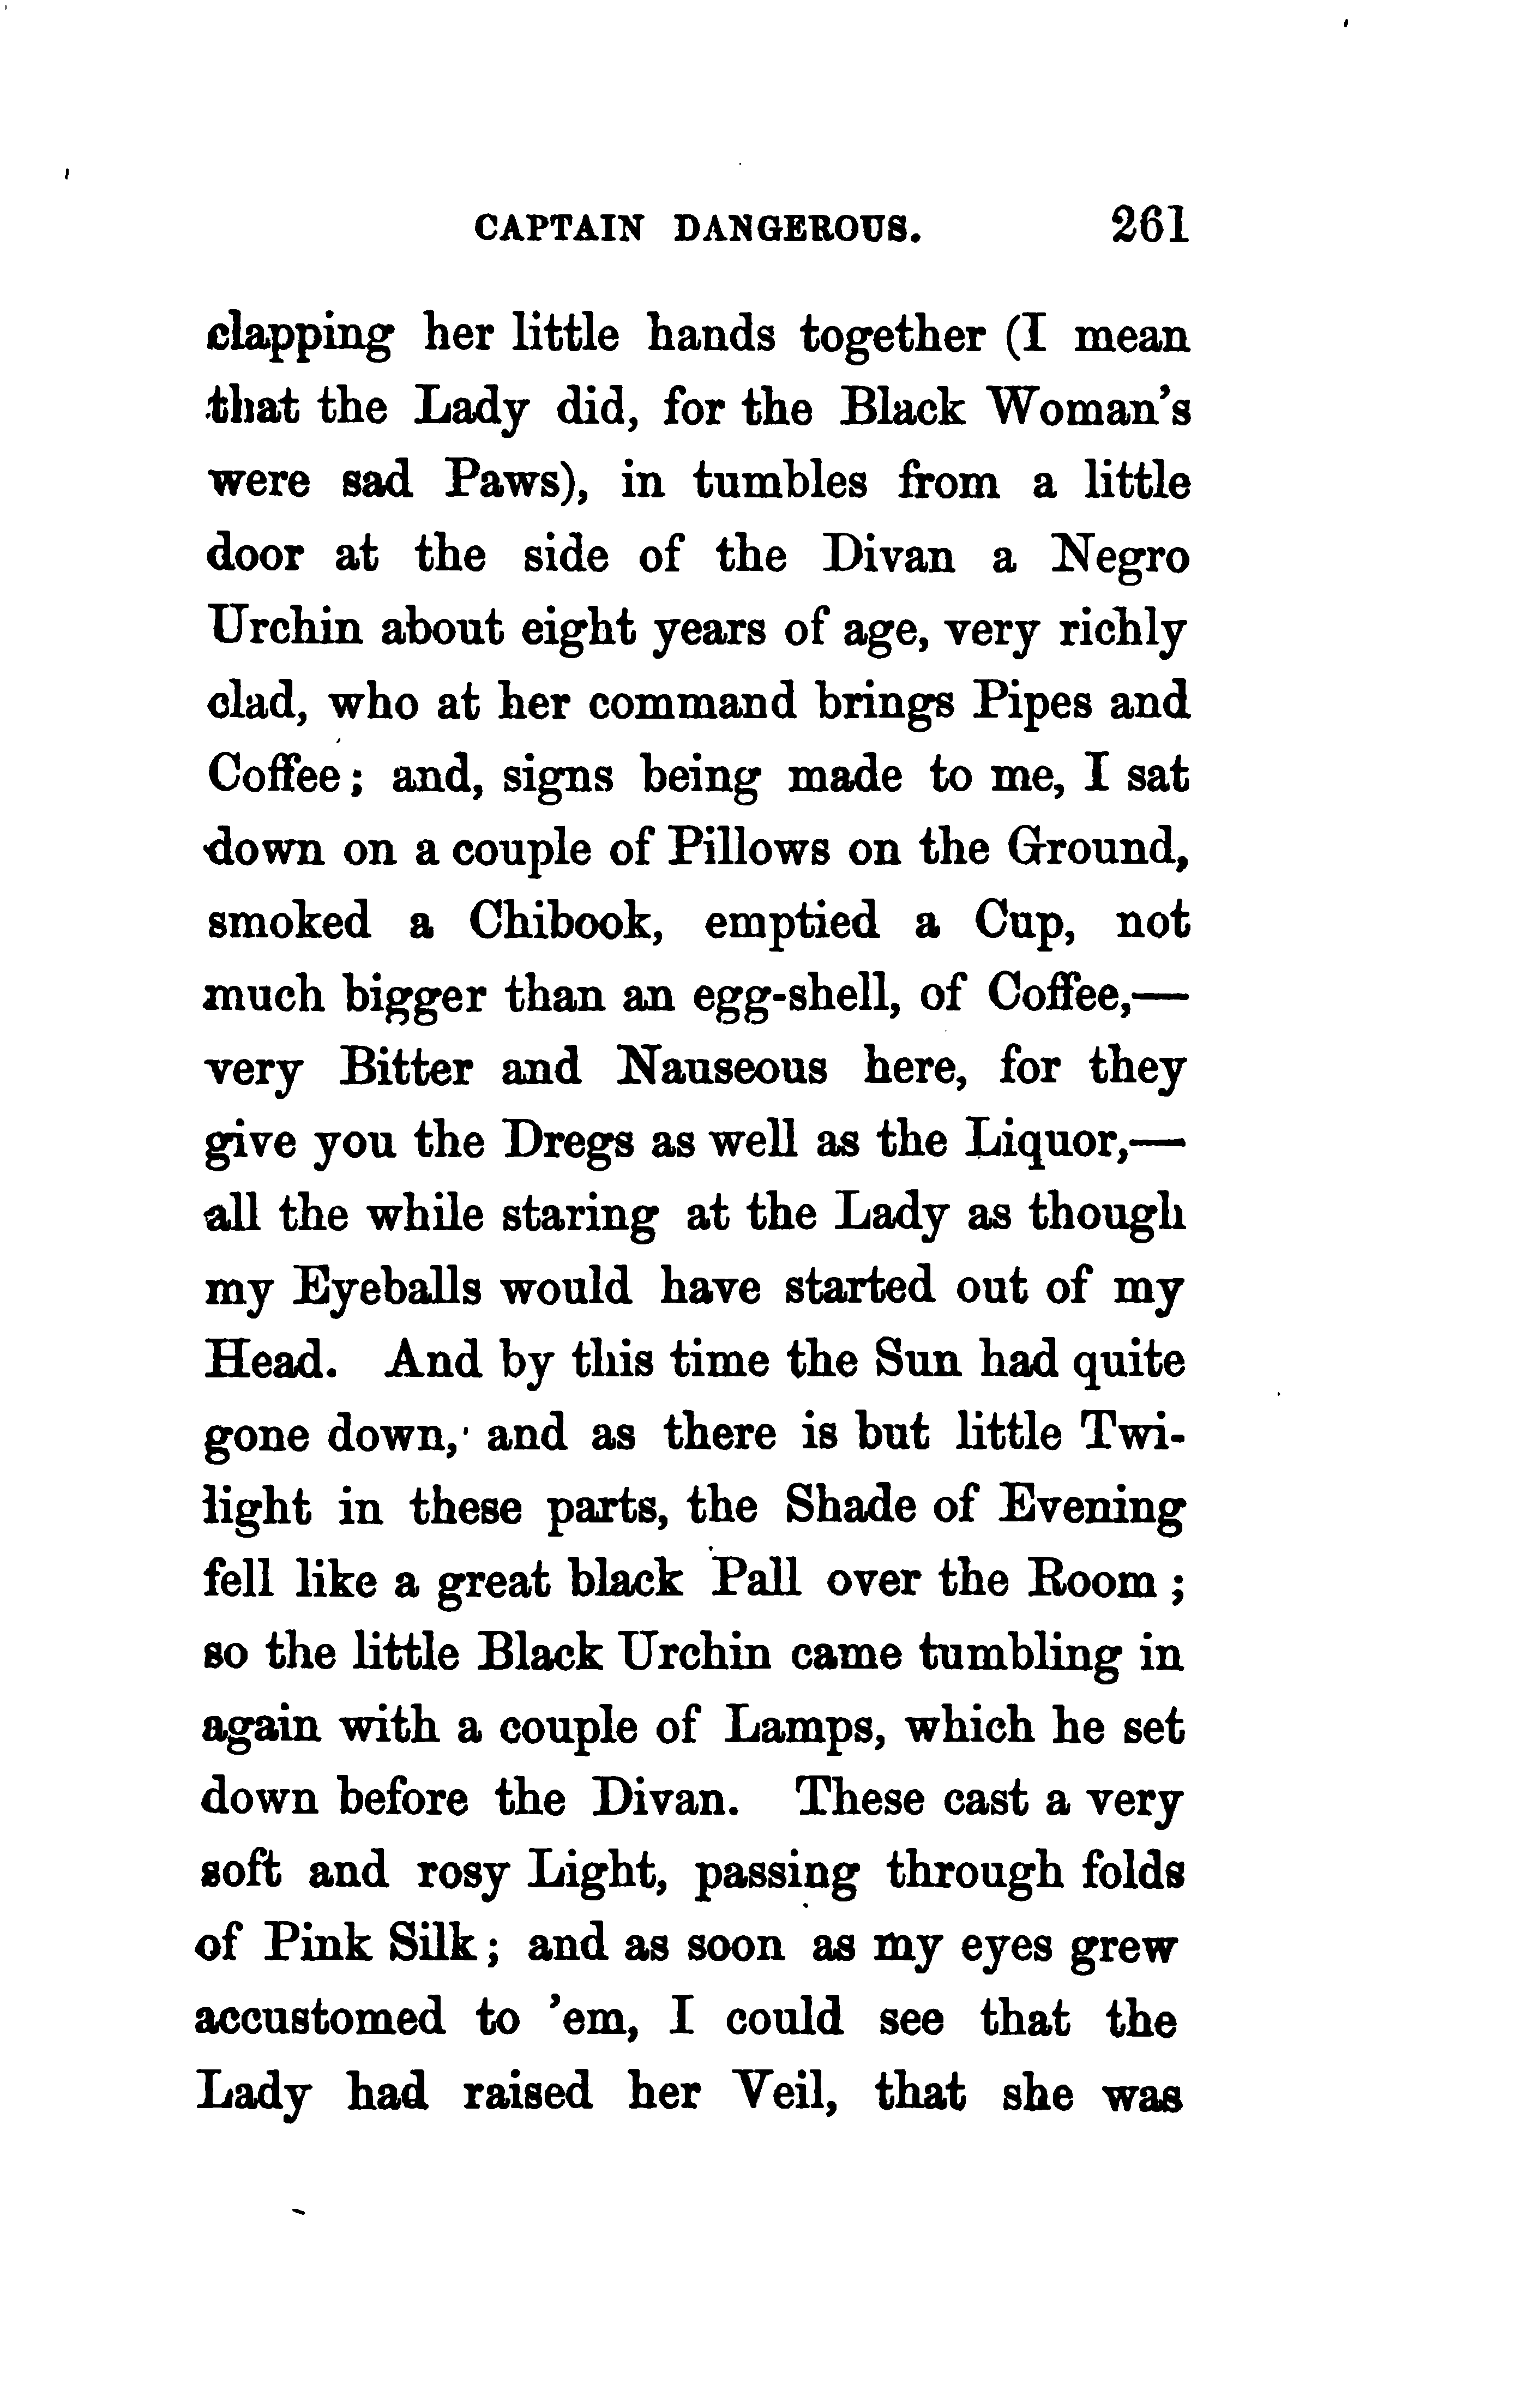 CAPTAIN DANGEROUS. 261
clapping her little hands together (I mean
that the Lady did, for the Black Woman's
were sad Paws), in tumbles from a little
door at the side of the Divan a Negro
Urchin about eight years of age, very richly
clad, who at her command brings Pipes and
Coffee; and, signs being made to me, I sat
down on a couple of Pillows on the Ground,
smoked a Chibook, emptied a Cup, not
much bigger than an egg-shell, of Coffee,—
very Bitter and Nauseous here, for they
give you the Dregs as well as the Liquor,—
all the while staring at the Lady as though
my Eyeballs would have started out of my
Head. And by this time the Sun had quite
gone down, and as there is but little Twi-
light in these parts, the Shade of Evening
fell like a great black Pall over the Room;
so the little Black Urchin came tumbling in
again with a couple of Lamps, which he set
down before the Divan. These cast a very
soft and rosy Light, passing through folds
of Pink Silk; and as soon as my eyes grew
accustomed to 'em, I could see that the
Lady had raised her Veil, that she was